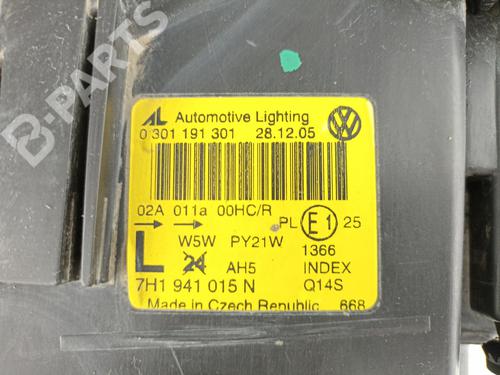 B-PARTS
AL Automotive Lighting
0 301 191 301 28.12.05
02A 011a 00HC/R
PL E1 25
W5W PY21W 1366
L 24 AH5 INDEX
7H1 941 015 N Q14S
Made in Czech Republic 668